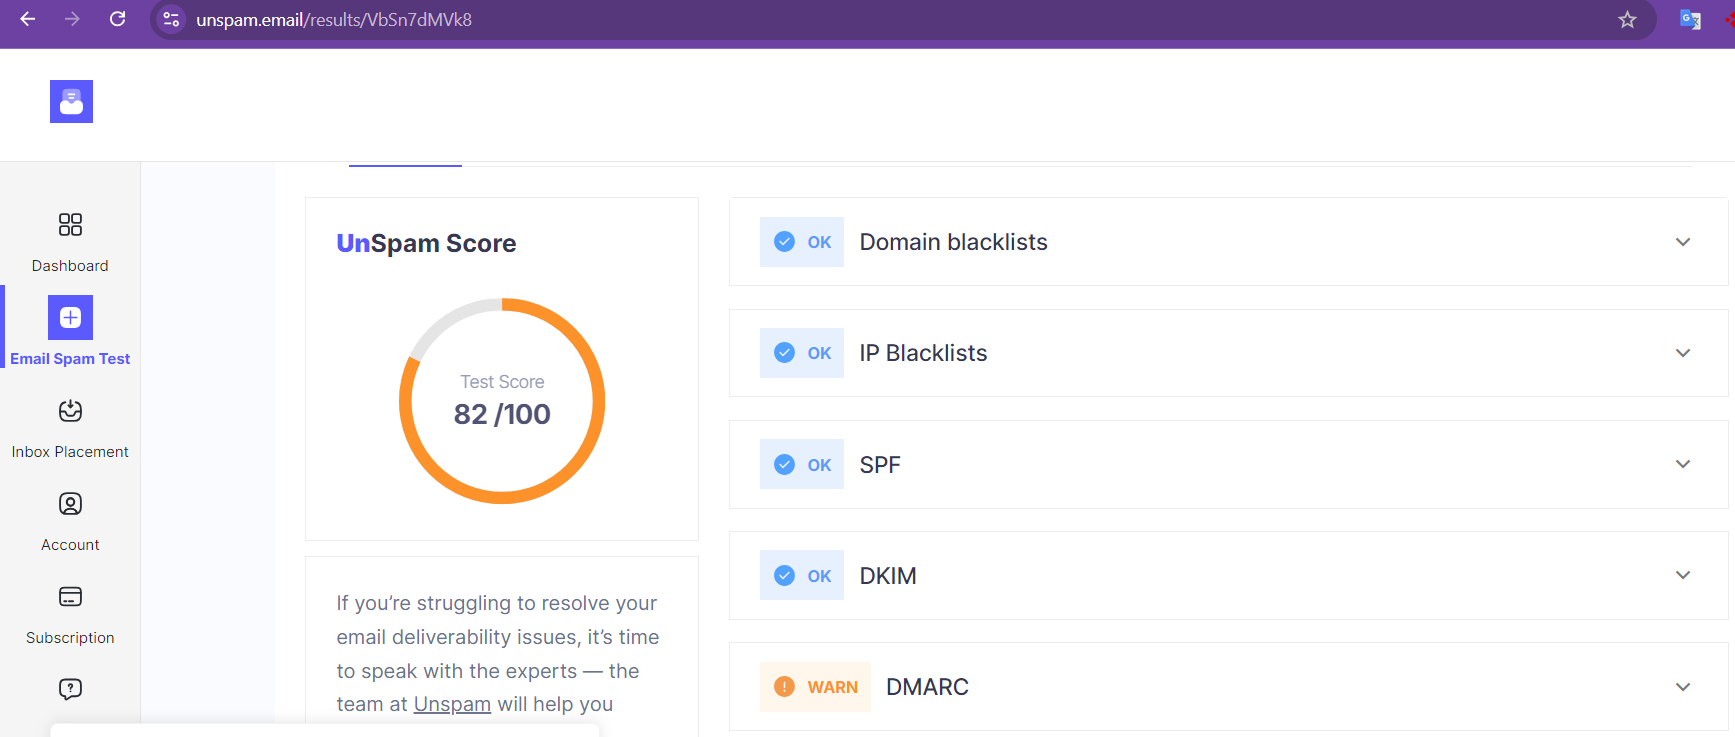 unspam.email/results/VbSn7dMVk8
Dashboard
Email Spam Test
Inbox Placement
Account
Subscription
UnSpam Score
Test Score
82 /100
If you’re struggling to resolve your
email deliverability issues, it’s time
to speak with the experts — the
team at Unspam will help you
OK Domain blacklists
OK IP Blacklists
OK SPF
OK DKIM
WARN DMARC